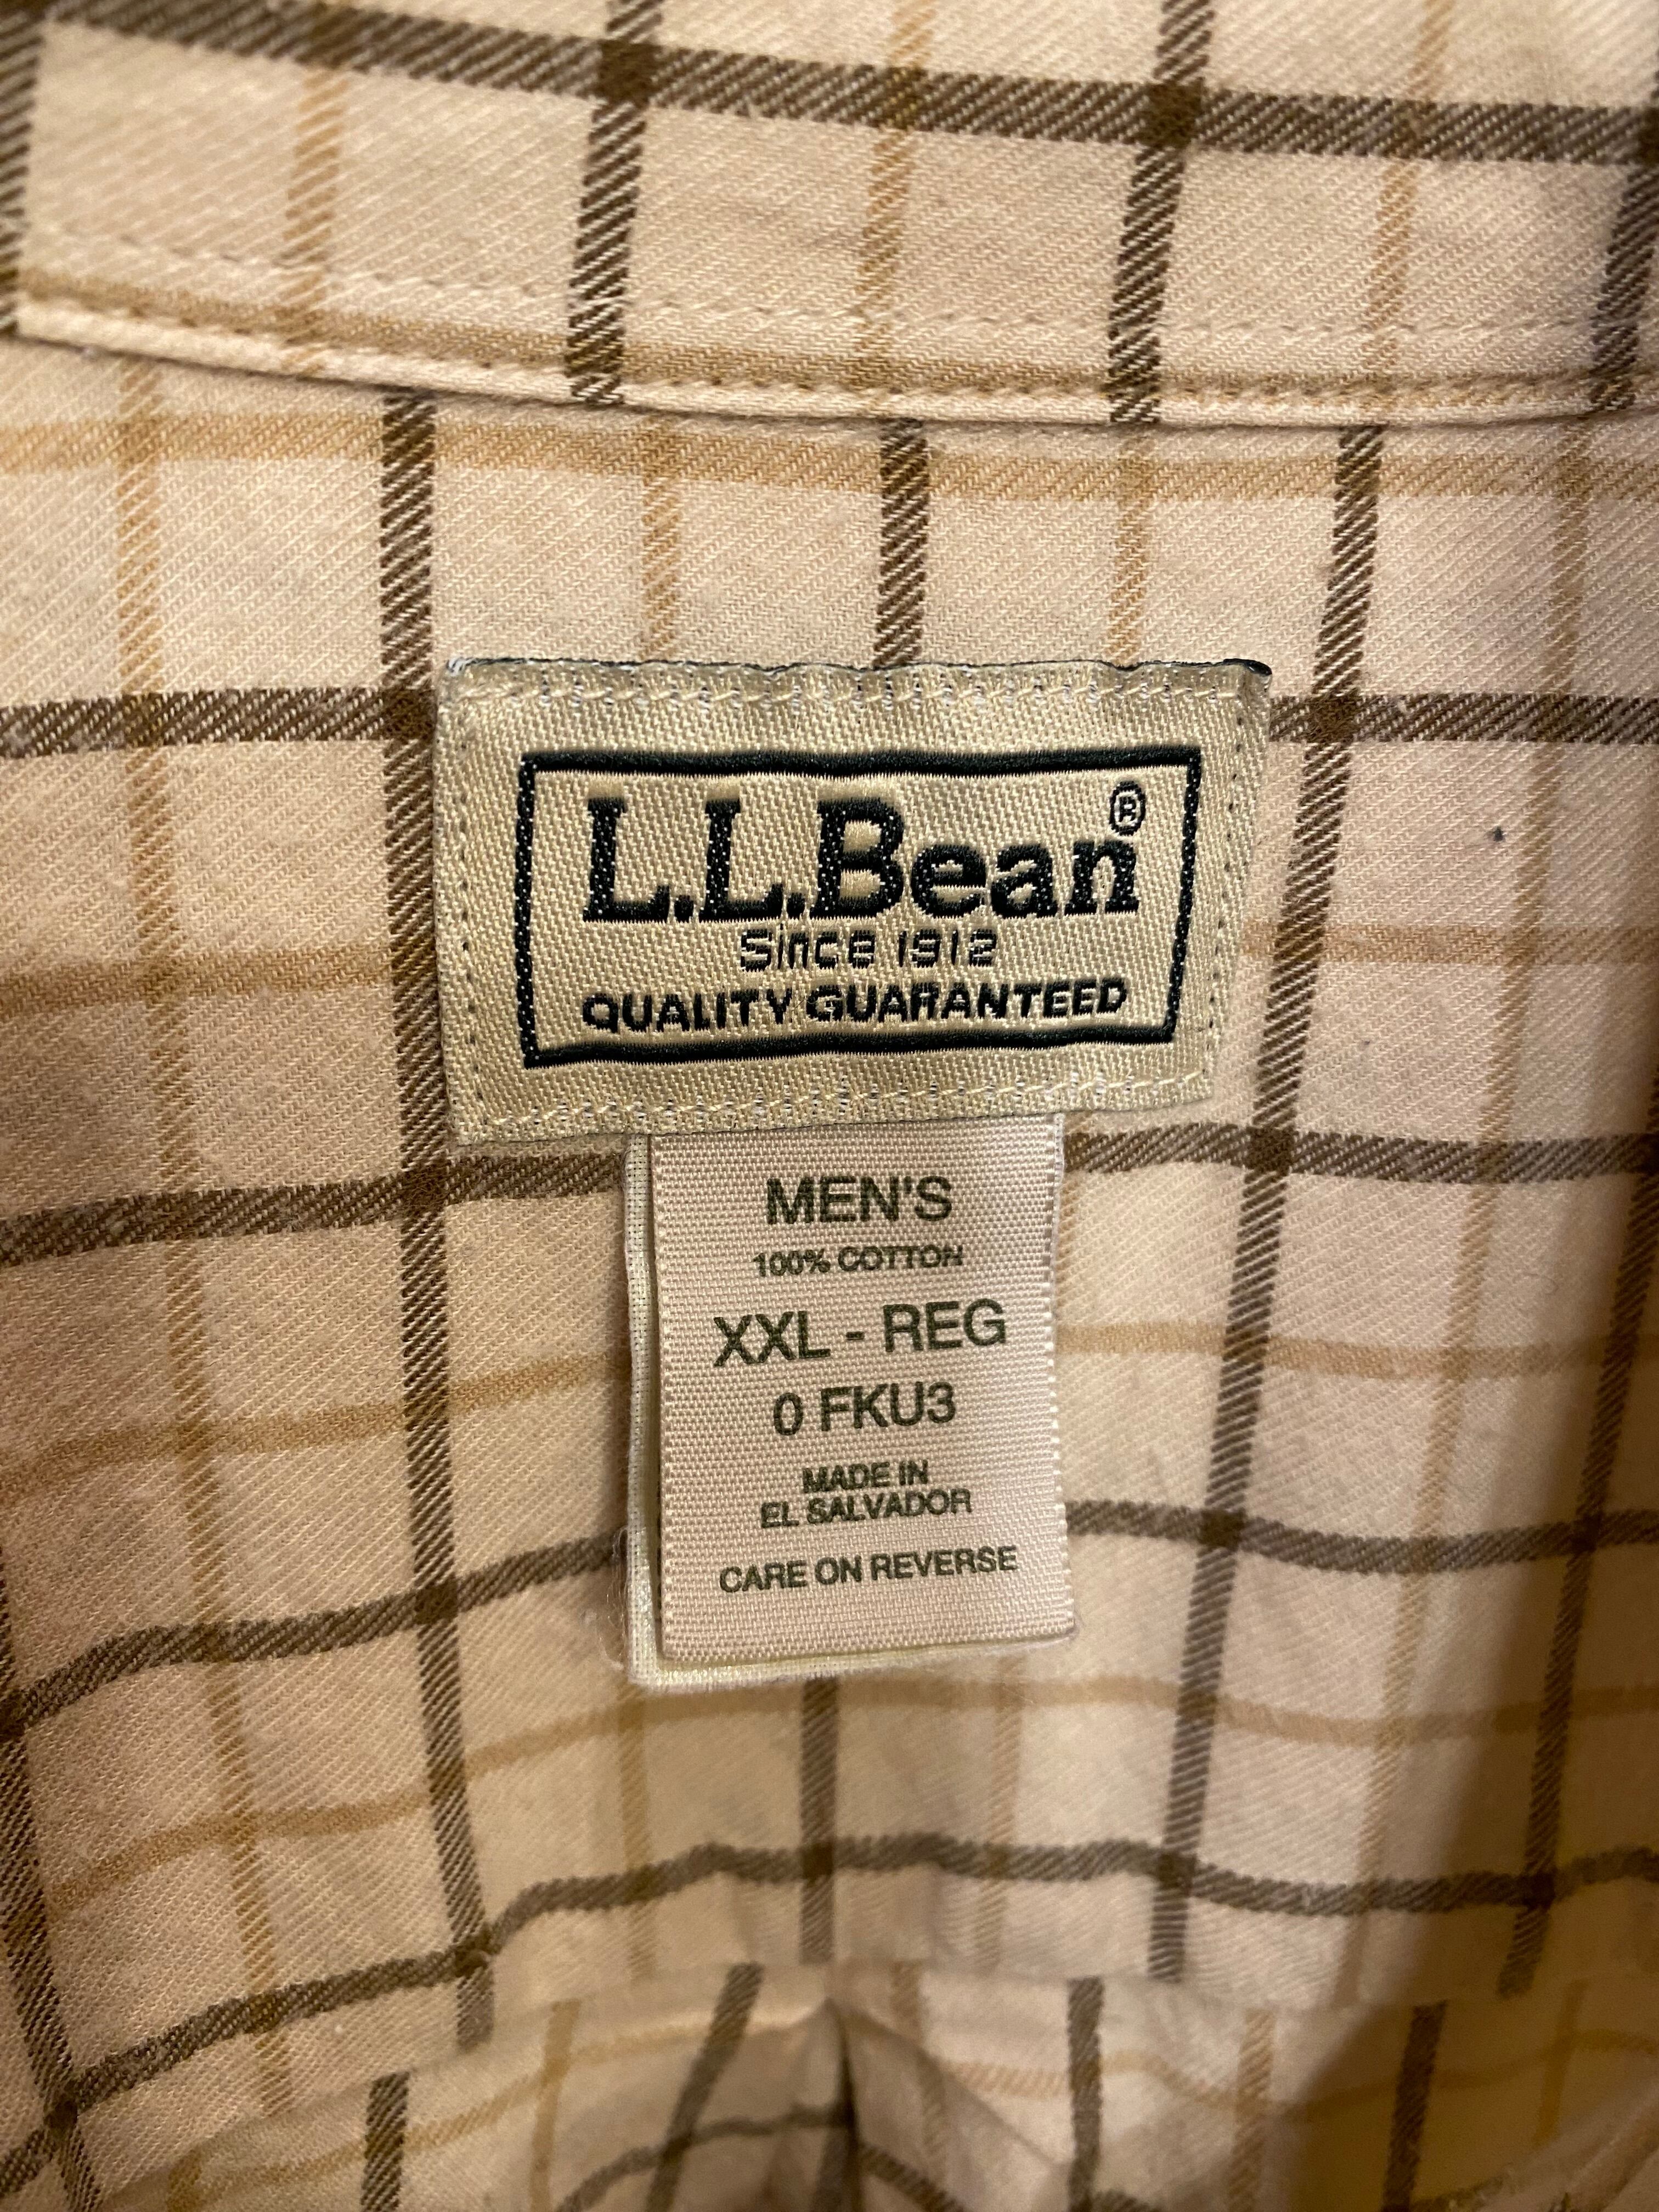 L.L.Bean®
Since 1912
QUALITY GUARANTEED
MEN'S
100% COTTON
XXL - REG
0 FKU3
MADE IN
EL SALVADOR
CARE ON REVERSE